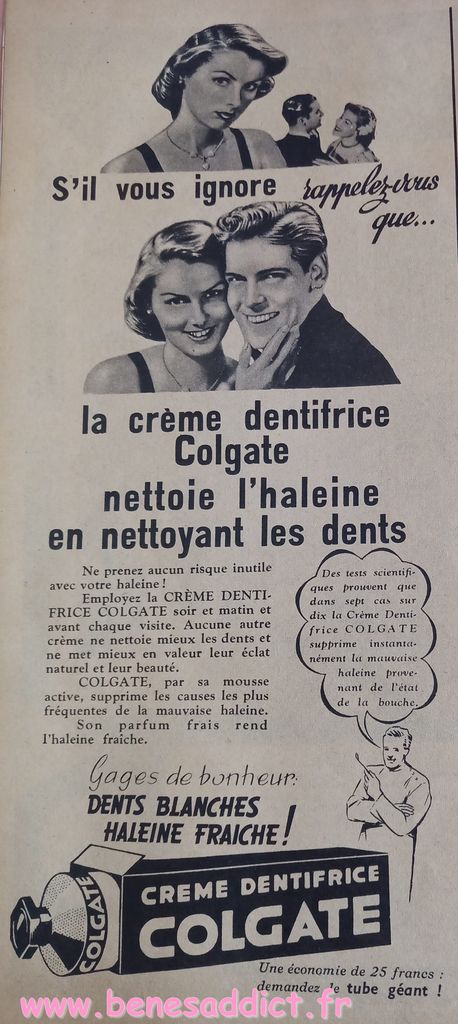 S'il vous ignore rappelez-vous
que...
la crème dentifrice
Colgate
nettoie l'haleine
en nettoyant les dents
Ne prenez aucun risque inutile
avec votre haleine!
Employez la CRÈME DENTI-
FRICE COLGATE soir et matin et
avant chaque visite. Aucune autre
crème ne nettoie mieux les dents et
ne met mieux en valeur leur éclat
naturel et leur beauté.
COLGATE, par sa mousse
active, supprime les causes les plus
fréquentes de la mauvaise haleine.
Son parfum frais rend
l'haleine fraiche.
Des tests scientifi-
ques prouvent que
dans sept cas sur
dix la Crème Denti-
frice COLGATE
supprime instanta-
nément la mauvaise
haleine prove-
nant de l'état
de la bouche.
Gages de bonheur:
DENTS BLANCHES
HALEINE FRAICHE!
COLGATE
CREME DENTIFRICE
COLGATE
Une économie de 25 francs :
demandez le tube géant !
www.benesaddict.fr